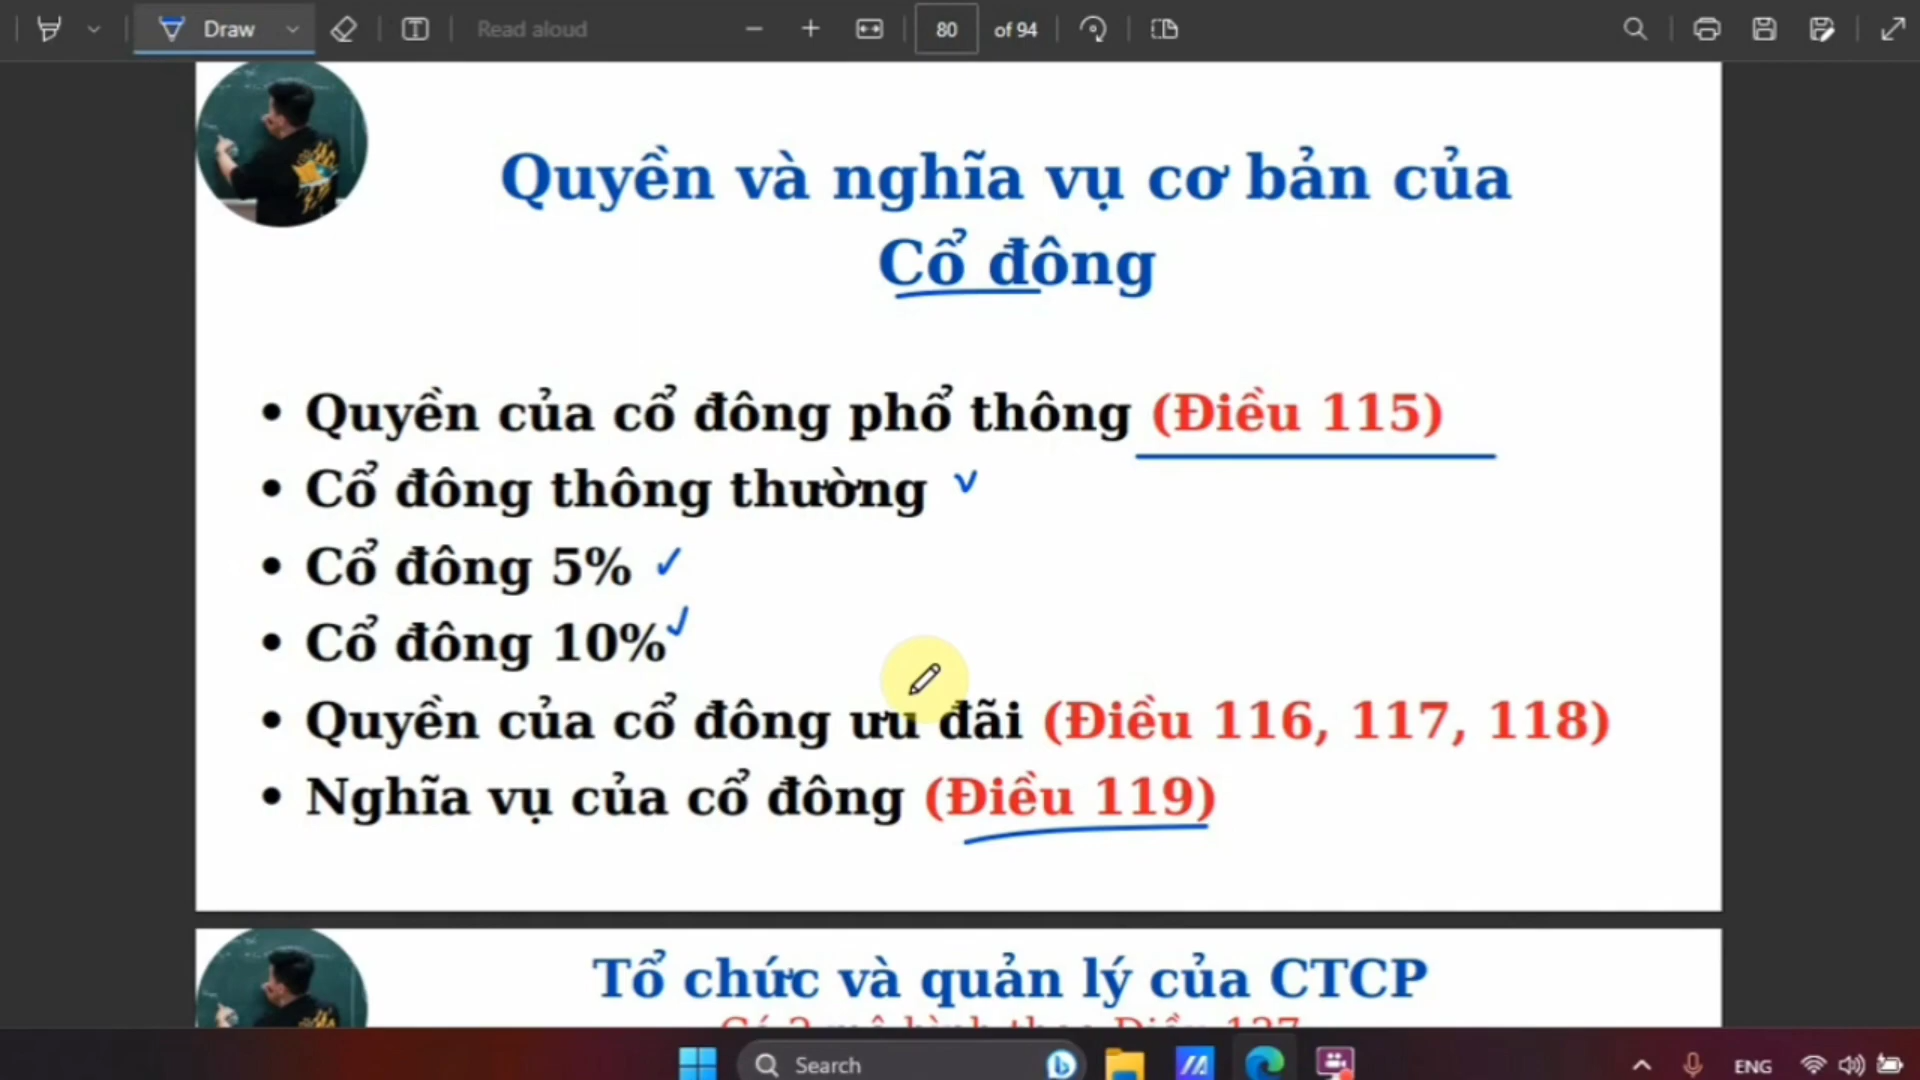 Draw
Read aloud
80
of 94
Quyền và nghĩa vụ cơ bản của
Cổ đông
• Quyền của cổ đông phổ thông (Điều 115)
• Cổ đông thông thường
• Cổ đông 5%
• Cổ đông 10%
• Quyền của cổ đông ưu đãi (Điều 116, 117, 118)
• Nghĩa vụ của cổ đông (Điều 119)
Tổ chức và quản lý của CTCP
Search
ENG